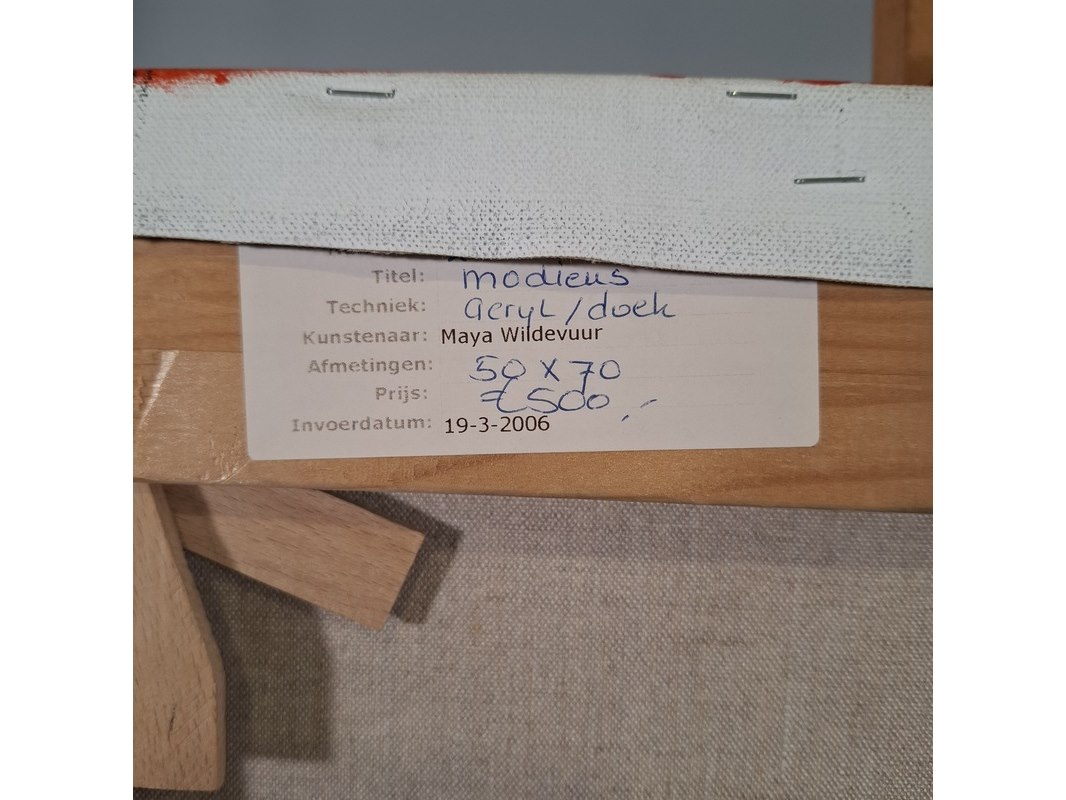 Titel: modieus
Techniek: acryl/doek
Kunstenaar: Maya Wildevuur
Afmetingen: 50 x 70
Prijs: €500,-
Invoerdatum: 19-3-2006